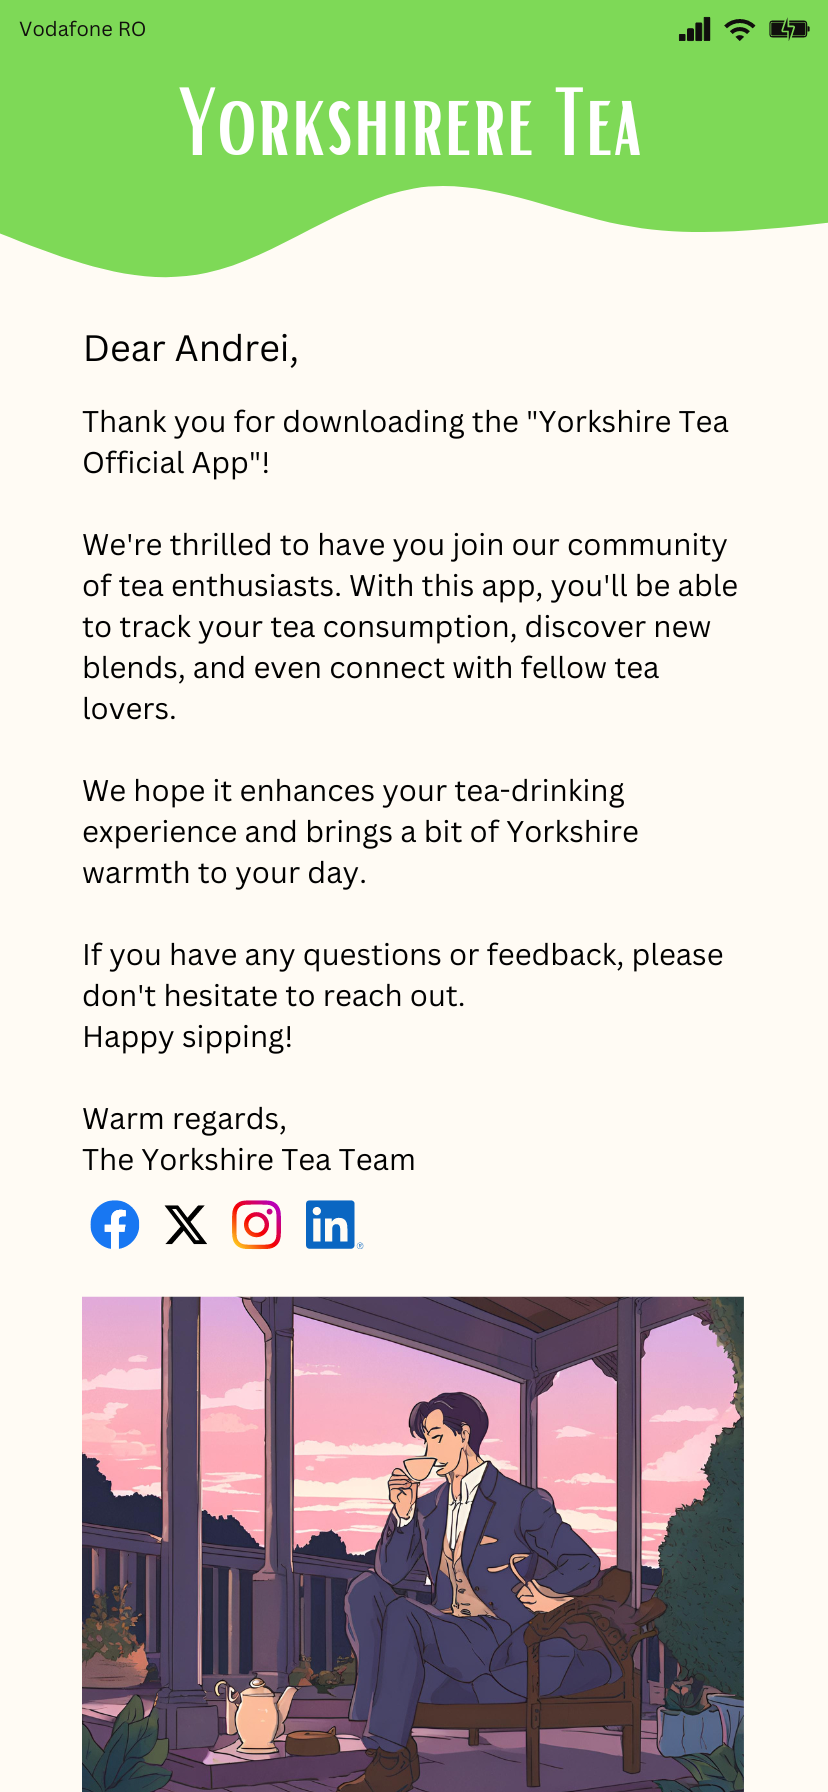 Vodafone RO
Yorkshirere Tea
Dear Andrei,
Thank you for downloading the "Yorkshire Tea
Official App"!
We're thrilled to have you join our community
of tea enthusiasts. With this app, you'll be able
to track your tea consumption, discover new
blends, and even connect with fellow tea
lovers.
We hope it enhances your tea-drinking
experience and brings a bit of Yorkshire
warmth to your day.
If you have any questions or feedback, please
don't hesitate to reach out.
Happy sipping!
Warm regards,
The Yorkshire Tea Team
f X in ®